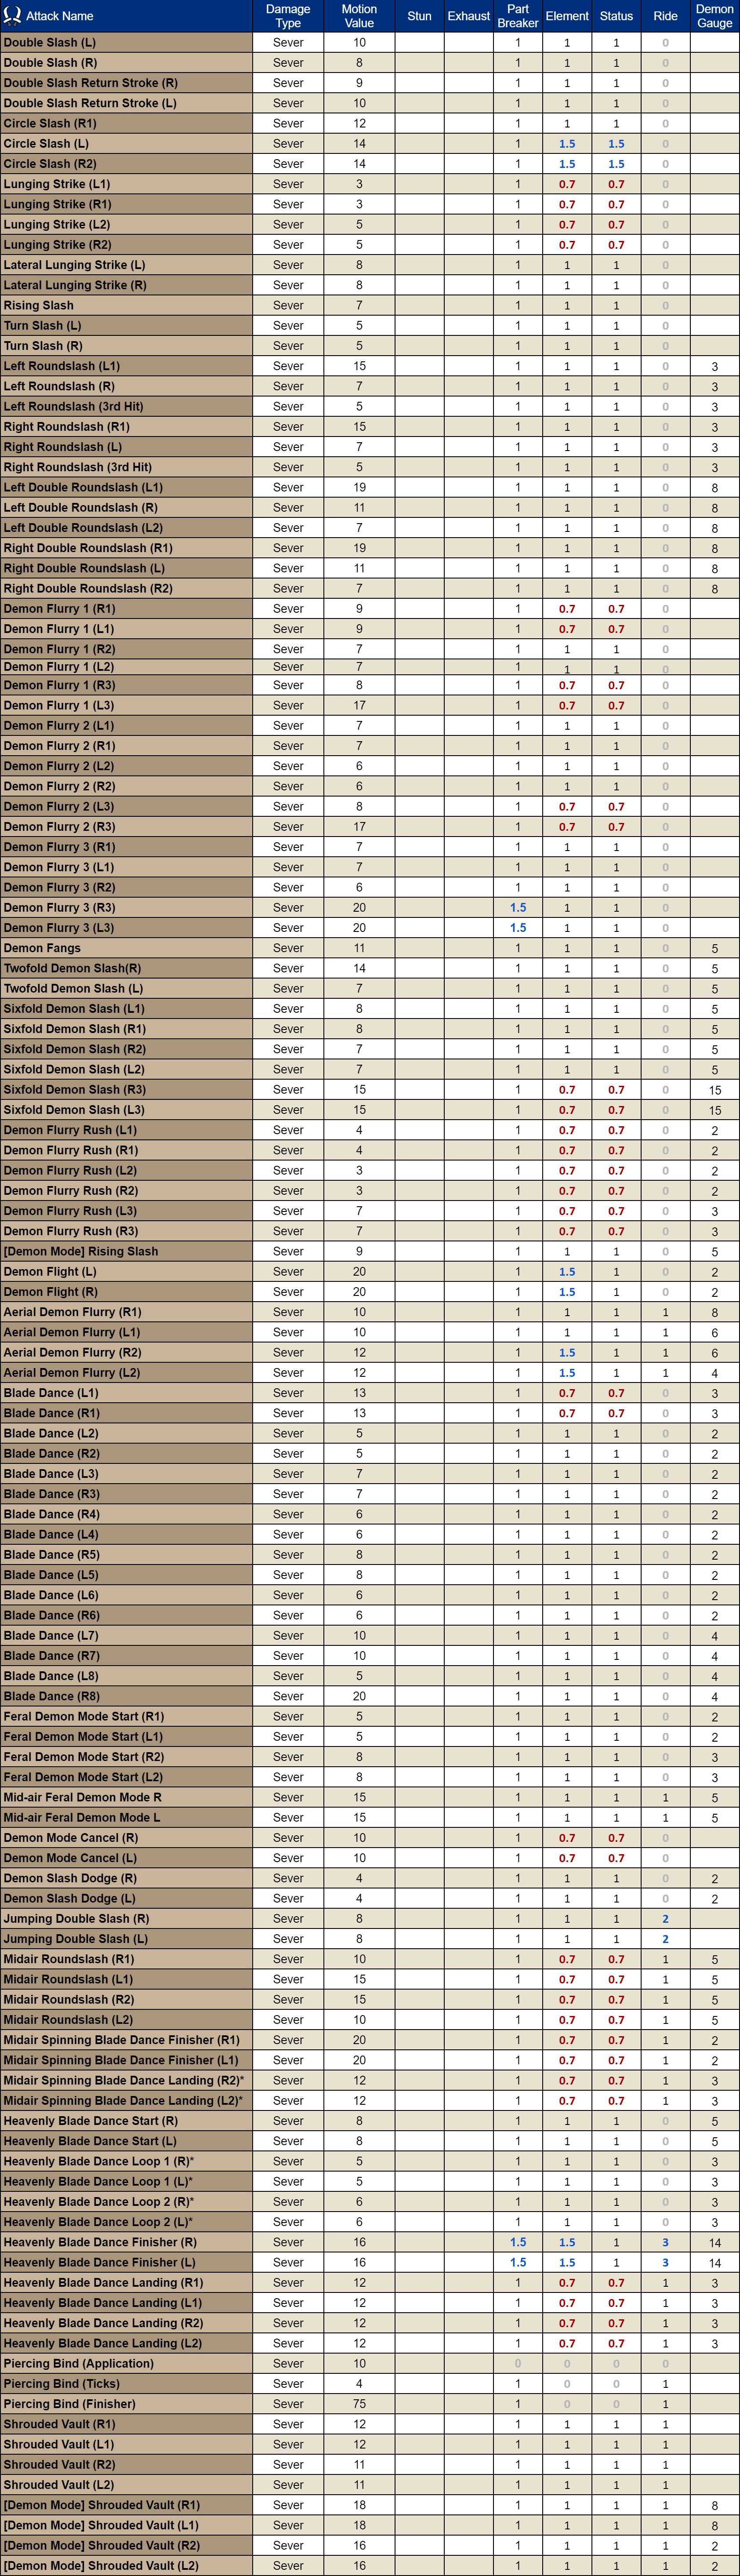 Attack Name Damage Type Motion Value Stun Exhaust Part Breaker Element Status Ride Demon Gauge
Double Slash (L) Sever 10 1 1 1 0
Double Slash (R) Sever 8 1 1 1 0
Double Slash Return Stroke (R) Sever 9 1 1 1 0
Double Slash Return Stroke (L) Sever 10 1 1 1 0
Circle Slash (R1) Sever 12 1 1 1 0
Circle Slash (L) Sever 14 1 1.5 1.5 0
Circle Slash (R2) Sever 14 1 1.5 1.5 0
Lunging Strike (L1) Sever 3 1 0.7 0.7 0
Lunging Strike (R1) Sever 3 1 0.7 0.7 0
Lunging Strike (L2) Sever 5 1 0.7 0.7 0
Lunging Strike (R2) Sever 5 1 0.7 0.7 0
Lateral Lunging Strike (L) Sever 8 1 1 1 0
Lateral Lunging Strike (R) Sever 8 1 1 1 0
Rising Slash Sever 7 1 1 1 0
Turn Slash (L) Sever 5 1 1 1 0
Turn Slash (R) Sever 5 1 1 1 0
Left Roundslash (L1) Sever 15 1 1 1 0 3
Left Roundslash (R) Sever 7 1 1 1 0 3
Left Roundslash (3rd Hit) Sever 5 1 1 1 0 3
Right Roundslash (R1) Sever 15 1 1 1 0 3
Right Roundslash (L) Sever 7 1 1 1 0 3
Right Roundslash (3rd Hit) Sever 5 1 1 1 0 3
Left Double Roundslash (L1) Sever 19 1 1 1 0 8
Left Double Roundslash (R) Sever 11 1 1 1 0 8
Left Double Roundslash (L2) Sever 7 1 1 1 0 8
Right Double Roundslash (R1) Sever 19 1 1 1 0 8
Right Double Roundslash (L) Sever 11 1 1 1 0 8
Right Double Roundslash (R2) Sever 7 1 1 1 0 8
Demon Flurry 1 (R1) Sever 9 1 0.7 0.7 0
Demon Flurry 1 (L1) Sever 9 1 0.7 0.7 0
Demon Flurry 1 (R2) Sever 7 1 1 1 0
Demon Flurry 1 (L2) Sever 7 1 1 1 0
Demon Flurry 1 (R3) Sever 8 1 0.7 0.7 0
Demon Flurry 1 (L3) Sever 17 1 0.7 0.7 0
Demon Flurry 2 (L1) Sever 7 1 1 1 0
Demon Flurry 2 (R1) Sever 7 1 1 1 0
Demon Flurry 2 (L2) Sever 6 1 1 1 0
Demon Flurry 2 (R2) Sever 6 1 1 1 0
Demon Flurry 2 (L3) Sever 8 1 0.7 0.7 0
Demon Flurry 2 (R3) Sever 17 1 0.7 0.7 0
Demon Flurry 3 (R1) Sever 7 1 1 1 0
Demon Flurry 3 (L1) Sever 7 1 1 1 0
Demon Flurry 3 (R2) Sever 6 1 1 1 0
Demon Flurry 3 (R3) Sever 20 1.5 1 1 0
Demon Flurry 3 (L3) Sever 20 1.5 1 1 0
Demon Fangs Sever 11 1 1 1 0 5
Twofold Demon Slash(R) Sever 14 1 1 1 0 5
Twofold Demon Slash (L) Sever 7 1 1 1 0 5
Sixfold Demon Slash (L1) Sever 8 1 1 1 0 5
Sixfold Demon Slash (R1) Sever 8 1 1 1 0 5
Sixfold Demon Slash (R2) Sever 7 1 1 1 0 5
Sixfold Demon Slash (L2) Sever 7 1 1 1 0 5
Sixfold Demon Slash (R3) Sever 15 1 0.7 0.7 0 15
Sixfold Demon Slash (L3) Sever 15 1 0.7 0.7 0 15
Demon Flurry Rush (L1) Sever 4 1 0.7 0.7 0 2
Demon Flurry Rush (R1) Sever 4 1 0.7 0.7 0 2
Demon Flurry Rush (L2) Sever 3 1 0.7 0.7 0 2
Demon Flurry Rush (R2) Sever 3 1 0.7 0.7 0 2
Demon Flurry Rush (L3) Sever 7 1 0.7 0.7 0 3
Demon Flurry Rush (R3) Sever 7 1 0.7 0.7 0 3
[Demon Mode] Rising Slash Sever 9 1 1 1 0 5
Demon Flight (L) Sever 20 1 1.5 1 0 2
Demon Flight (R) Sever 20 1 1.5 1 0 2
Aerial Demon Flurry (R1) Sever 10 1 1 1 1 8
Aerial Demon Flurry (L1) Sever 10 1 1 1 1 6
Aerial Demon Flurry (R2) Sever 12 1 1.5 1 1 6
Aerial Demon Flurry (L2) Sever 12 1 1.5 1 1 4
Blade Dance (L1) Sever 13 1 0.7 0.7 0 3
Blade Dance (R1) Sever 13 1 0.7 0.7 0 3
Blade Dance (L2) Sever 5 1 1 1 0 2
Blade Dance (R2) Sever 5 1 1 1 0 2
Blade Dance (L3) Sever 7 1 1 1 0 2
Blade Dance (R3) Sever 7 1 1 1 0 2
Blade Dance (R4) Sever 6 1 1 1 0 2
Blade Dance (L4) Sever 6 1 1 1 0 2
Blade Dance (R5) Sever 8 1 1 1 0 2
Blade Dance (L5) Sever 8 1 1 1 0 2
Blade Dance (L6) Sever 6 1 1 1 0 2
Blade Dance (R6) Sever 6 1 1 1 0 2
Blade Dance (L7) Sever 10 1 1 1 0 4
Blade Dance (R7) Sever 10 1 1 1 0 4
Blade Dance (L8) Sever 5 1 1 1 0 4
Blade Dance (R8) Sever 20 1 1 1 0 4
Feral Demon Mode Start (R1) Sever 5 1 1 1 0 2
Feral Demon Mode Start (L1) Sever 5 1 1 1 0 2
Feral Demon Mode Start (R2) Sever 8 1 1 1 0 3
Feral Demon Mode Start (L2) Sever 8 1 1 1 0 3
Mid-air Feral Demon Mode R Sever 15 1 1 1 1 5
Mid-air Feral Demon Mode L Sever 15 1 1 1 1 5
Demon Mode Cancel (R) Sever 10 1 0.7 0.7 0
Demon Mode Cancel (L) Sever 10 1 0.7 0.7 0
Demon Slash Dodge (R) Sever 4 1 1 1 0 2
Demon Slash Dodge (L) Sever 4 1 1 1 0 2
Jumping Double Slash (R) Sever 8 1 1 1 2
Jumping Double Slash (L) Sever 8 1 1 1 2
Midair Roundslash (R1) Sever 10 1 0.7 0.7 1 5
Midair Roundslash (L1) Sever 15 1 0.7 0.7 1 5
Midair Roundslash (R2) Sever 15 1 0.7 0.7 1 5
Midair Roundslash (L2) Sever 10 1 0.7 0.7 1 5
Midair Spinning Blade Dance Finisher (R1) Sever 20 1 0.7 0.7 1 2
Midair Spinning Blade Dance Finisher (L1) Sever 20 1 0.7 0.7 1 2
Midair Spinning Blade Dance Landing (R2)* Sever 12 1 0.7 0.7 1 3
Midair Spinning Blade Dance Landing (L2)* Sever 12 1 0.7 0.7 1 3
Heavenly Blade Dance Start (R) Sever 8 1 1 1 0 5
Heavenly Blade Dance Start (L) Sever 8 1 1 1 0 5
Heavenly Blade Dance Loop 1 (R)* Sever 5 1 1 1 0 3
Heavenly Blade Dance Loop 1 (L)* Sever 5 1 1 1 0 3
Heavenly Blade Dance Loop 2 (R)* Sever 6 1 1 1 0 3
Heavenly Blade Dance Loop 2 (L)* Sever 6 1 1 1 0 3
Heavenly Blade Dance Finisher (R) Sever 16 1.5 1.5 1 3 14
Heavenly Blade Dance Finisher (L) Sever 16 1.5 1.5 1 3 14
Heavenly Blade Dance Landing (R1) Sever 12 1 0.7 0.7 1 3
Heavenly Blade Dance Landing (L1) Sever 12 1 0.7 0.7 1 3
Heavenly Blade Dance Landing (R2) Sever 12 1 0.7 0.7 1 3
Heavenly Blade Dance Landing (L2) Sever 12 1 0.7 0.7 1 3
Piercing Bind (Application) Sever 10 0 0 0 0
Piercing Bind (Ticks) Sever 4 1 0 0 1
Piercing Bind (Finisher) Sever 75 1 0 0 1
Shrouded Vault (R1) Sever 12 1 1 1 1
Shrouded Vault (L1) Sever 12 1 1 1 1
Shrouded Vault (R2) Sever 11 1 1 1 1
Shrouded Vault (L2) Sever 11 1 1 1 1
[Demon Mode] Shrouded Vault (R1) Sever 18 1 1 1 1 8
[Demon Mode] Shrouded Vault (L1) Sever 18 1 1 1 1 8
[Demon Mode] Shrouded Vault (R2) Sever 16 1 1 1 1 2
[Demon Mode] Shrouded Vault (L2) Sever 16 1 1 1 1 2